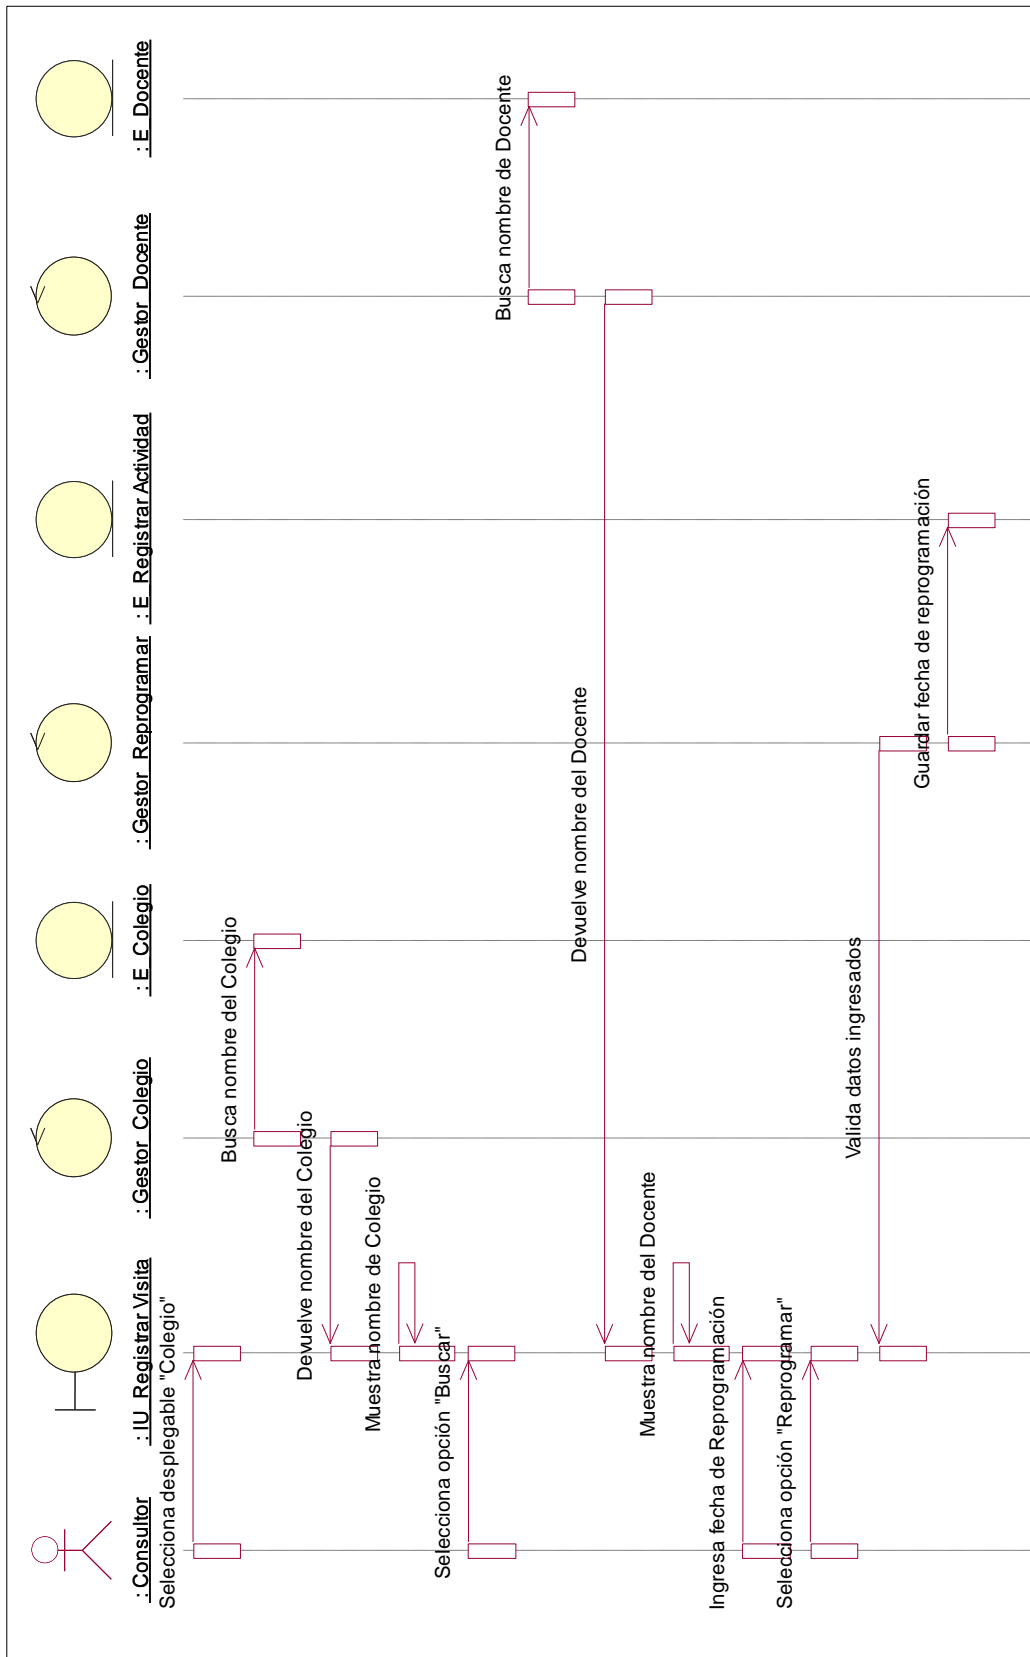 : Consultor
: IU_Registrar Visita
: Gestor_Colegio
: E_Colegio
: Gestor_Reprogramar
: E_Registrar Actividad
: Gestor_Docente
: E_Docente
Selecciona desplegable "Colegio"
Busca nombre del Colegio
Devuelve nombre del Colegio
Muestra nombre de Colegio
Selecciona opción "Buscar"
Busca nombre de Docente
Devuelve nombre del Docente
Muestra nombre del Docente
Ingresa fecha de Reprogramación
Selecciona opción "Reprogramar"
Valida datos ingresados
Guardar fecha de reprogramación